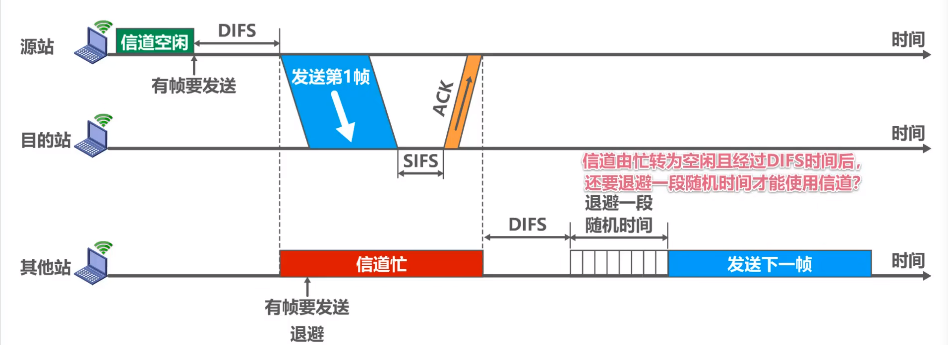 源站
信道空闲
DIFS
时间
有帧要发送
发送第1帧
ACK
目的站
时间
SIFS
信道由忙转为空闲且经过DIFS时间后，
还要退避一段随机时间才能使用信道？
退避一段
随机时间
DIFS
其他站
信道忙
发送下一帧
时间
有帧要发送
退避